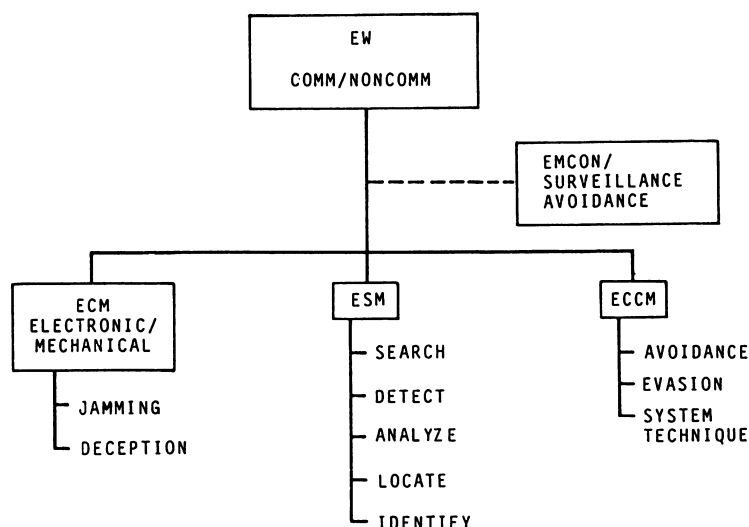 EW
COMM/NONCOMM
EMCON/
SURVEILLANCE
AVOIDANCE
ECM
ELECTRONIC/
MECHANICAL
JAMMING
DECEPTION
ESM
SEARCH
DETECT
ANALYZE
LOCATE
IDENTIFY
ECCM
AVOIDANCE
EVASION
SYSTEM
TECHNIQUE